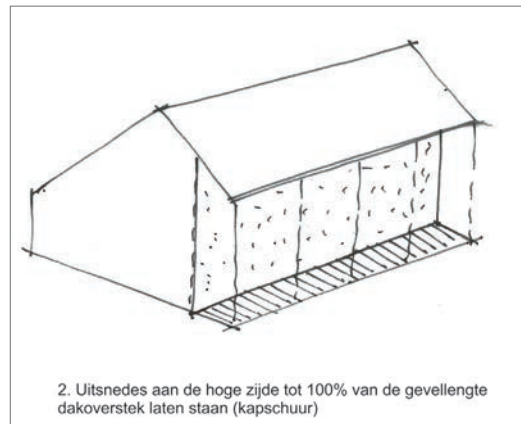 2. Uitsnedes aan de hoge zijde tot 100% van de gevellengte
dakoverstek laten staan (kapschuur)